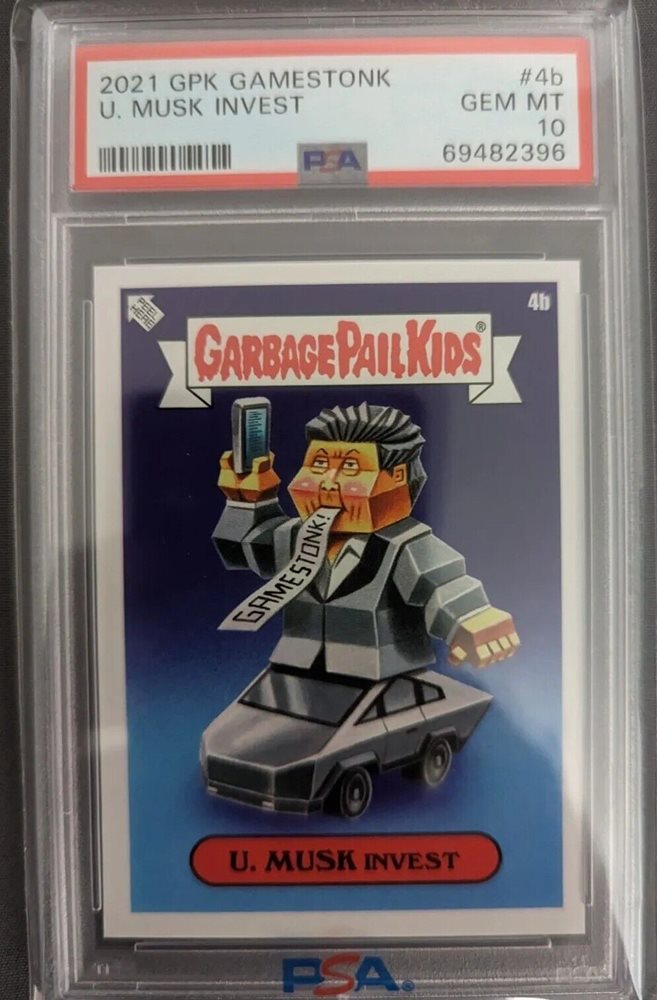 2021 GPK GAMESTONK #4b
U. MUSK INVEST GEM MT
10
PSA 69482396
4b
GARBAGE PAIL KIDS®
GAMESTONK!
U. MUSK INVEST
PSA®